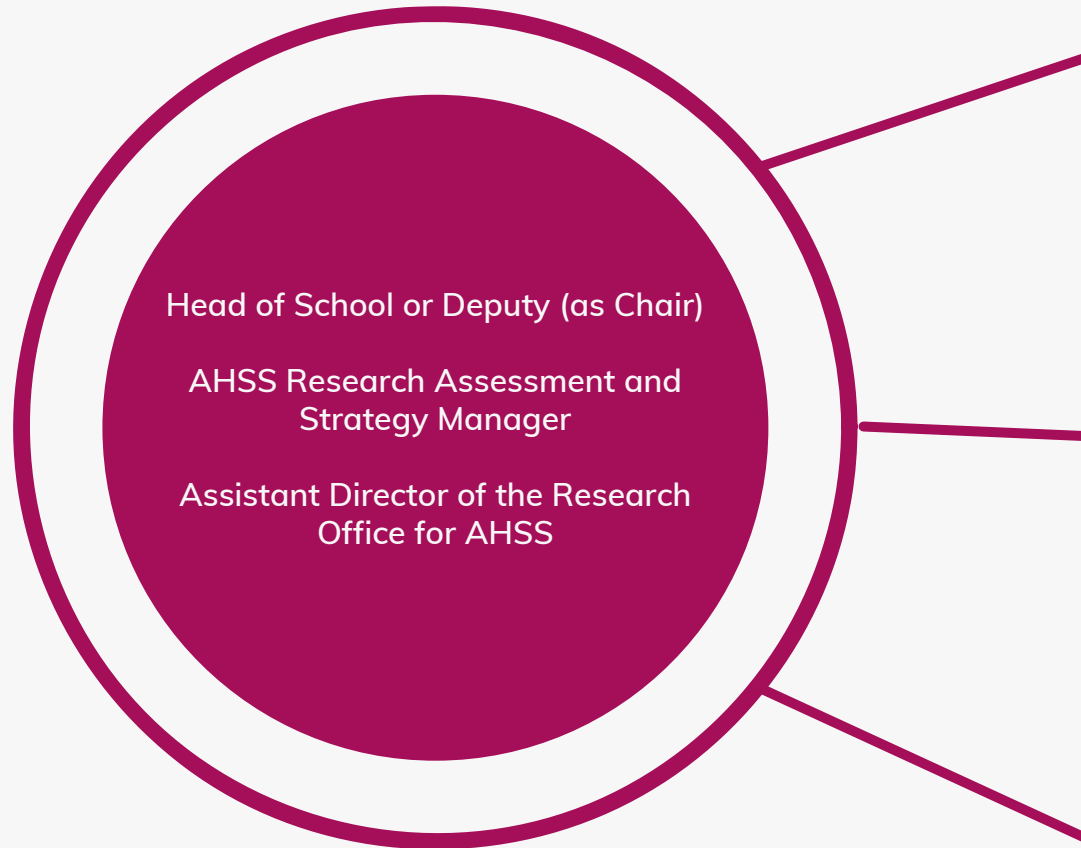 Head of School or Deputy (as Chair)
AHSS Research Assessment and
Strategy Manager
Assistant Director of the Research
Office for AHSS